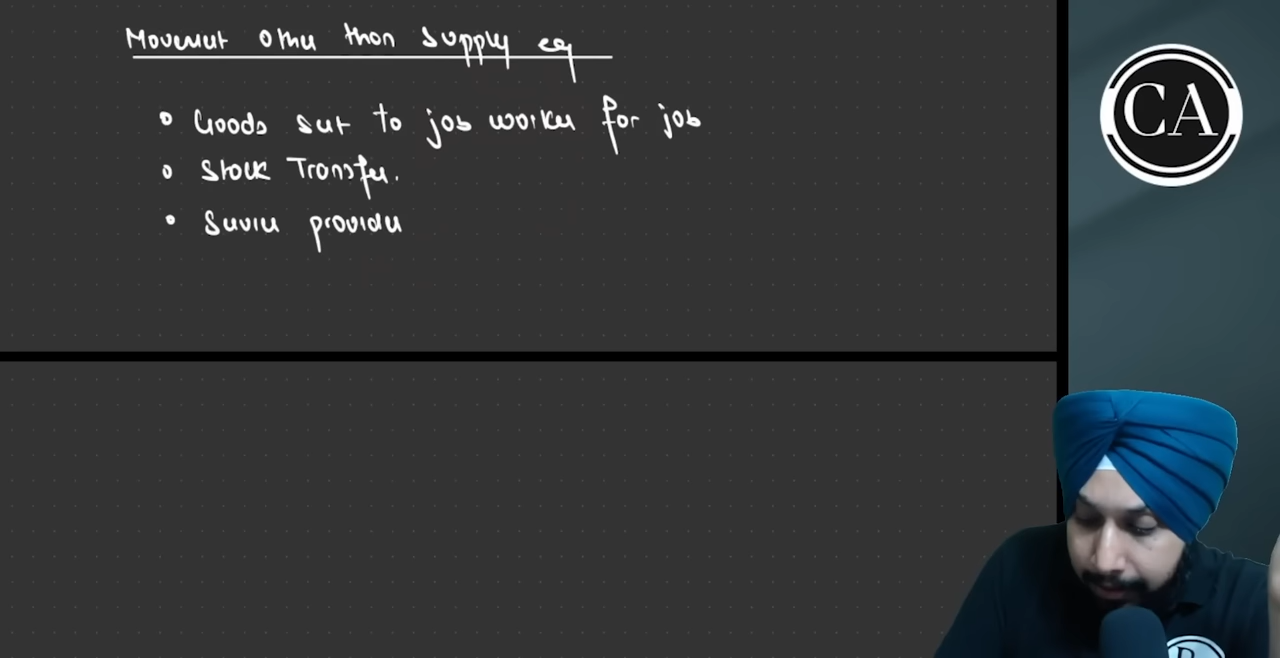 Movement other than supply eg
Goods sent to job worker for job
Stock Transfer.
Service provider
CA